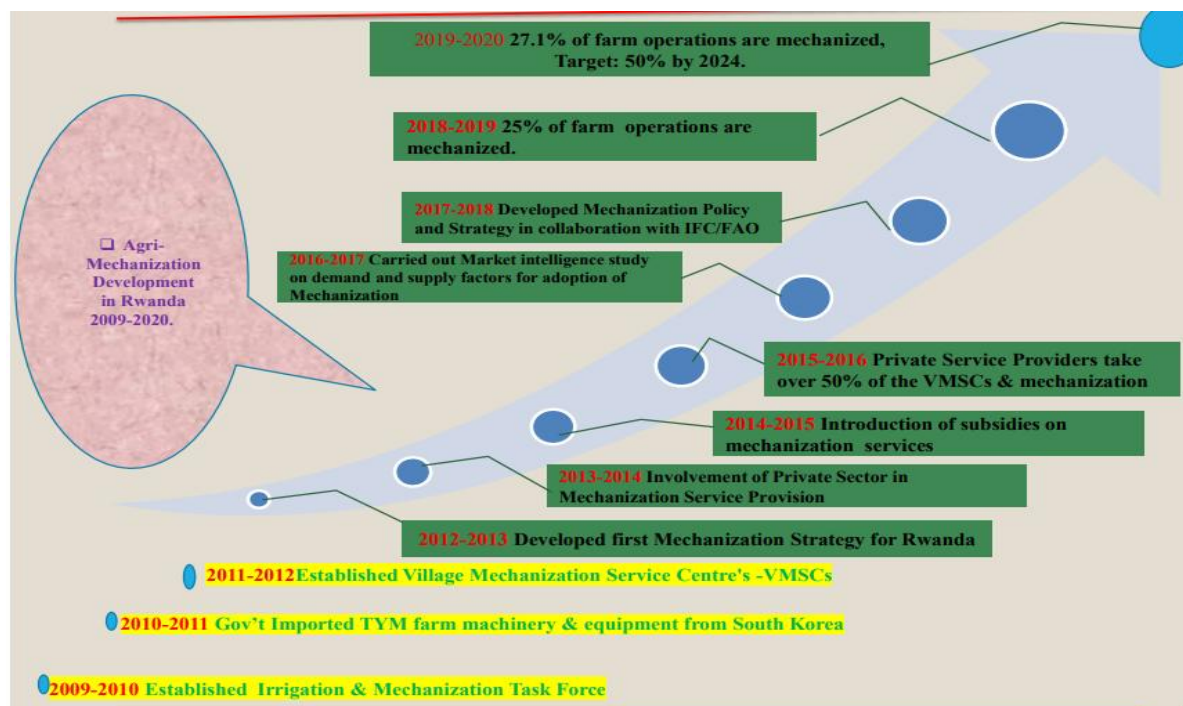 2019-2020 27.1% of farm operations are mechanized,
Target: 50% by 2024.
2018-2019 25% of farm operations are
mechanized.
2017-2018 Developed Mechanization Policy
and Strategy in collaboration with IFC/FAO
❑ Agri-
Mechanization
Development
in Rwanda
2009-2020.
2016-2017 Carried out Market intelligence study
on demand and supply factors for adoption of
Mechanization
2015-2016 Private Service Providers take
over 50% of the VMSCs & mechanization
2014-2015 Introduction of subsidies on
mechanization services
2013-2014 Involvement of Private Sector in
Mechanization Service Provision
2012-2013 Developed first Mechanization Strategy for Rwanda
2011-2012Established Village Mechanization Service Centre's -VMSCs
2010-2011 Gov't Imported TYM farm machinery & equipment from South Korea
2009-2010 Established Irrigation & Mechanization Task Force